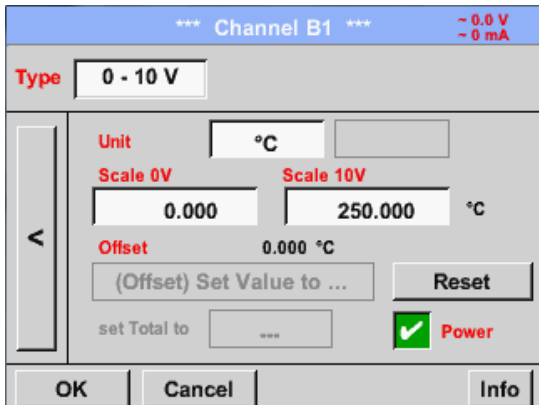 *** Channel B1 ***
~ 0.0 V
~ 0 mA
Type 0 - 10 V
Unit °C
Scale 0V Scale 10V
0.000 250.000 °C
<
Offset 0.000 °C
(Offset) Set Value to ... Reset
set Total to --- ✔ Power
OK Cancel Info